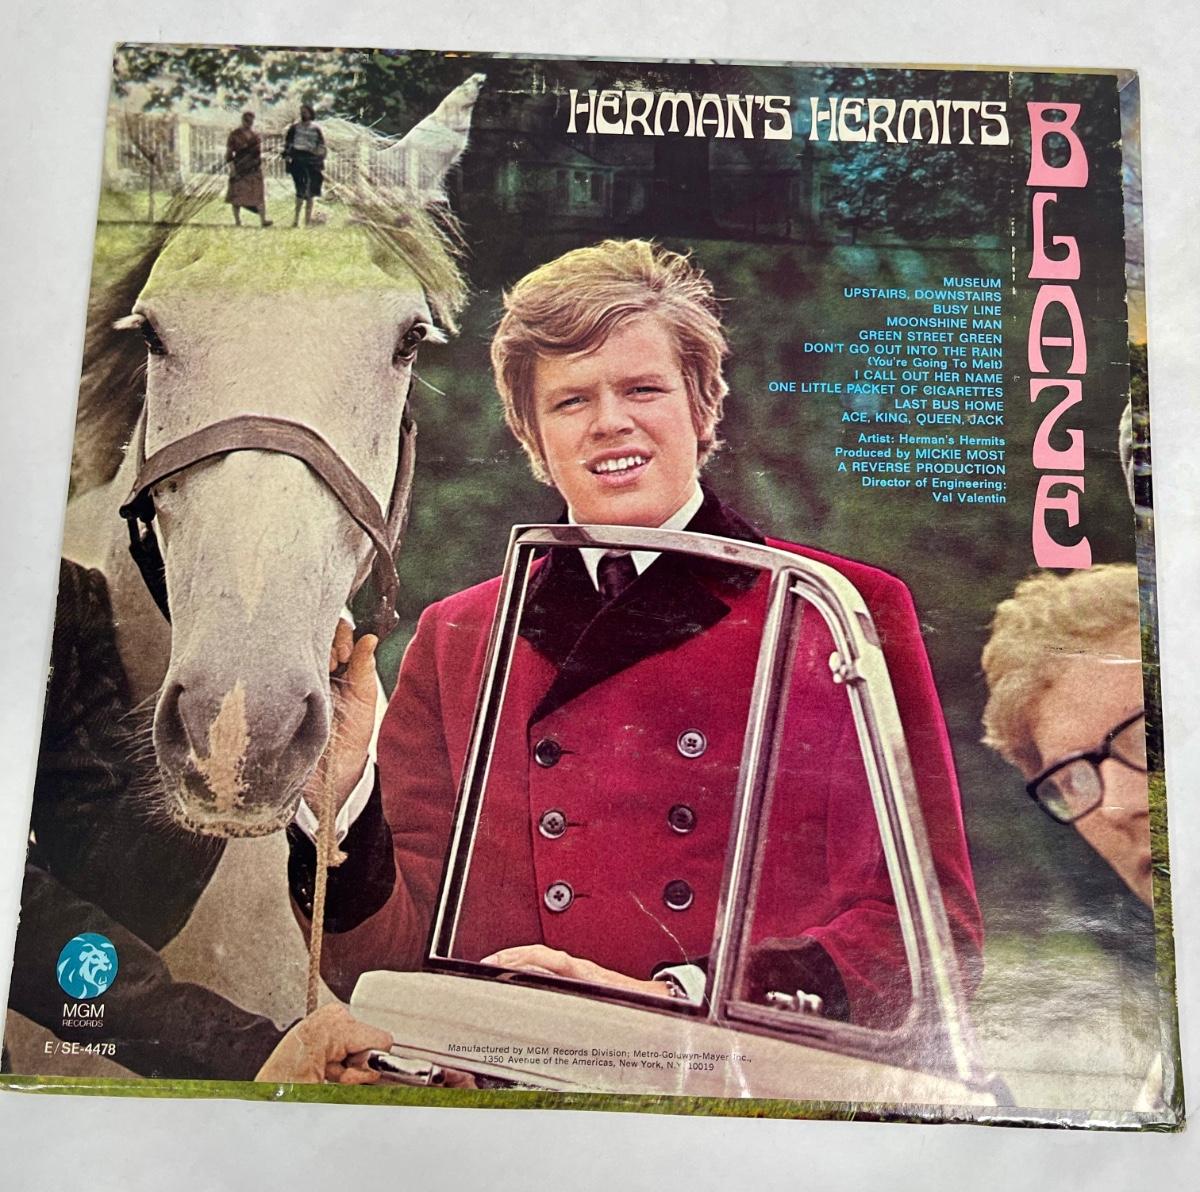 HERMAN'S HERMITS
BLAZE
MUSEUM
UPSTAIRS, DOWNSTAIRS
BUSY LINE
MOONSHINE MAN
GREEN STREET GREEN
DON'T GO OUT INTO THE RAIN
(You're Going To Melt)
I CALL OUT HER NAME
ONE LITTLE PACKET OF CIGARETTES
LAST BUS HOME
ACE, KING, QUEEN, JACK
Artist: Herman's Hermits
Produced by MICKIE MOST
A REVERSE PRODUCTION
Director of Engineering:
Val Valentin
MGM
RECORDS
E/SE-4478
Manufactured by MGM Records Division; Metro-Goldwyn-Mayer Inc.,
1350 Avenue of the Americas, New York, N.Y. 10019